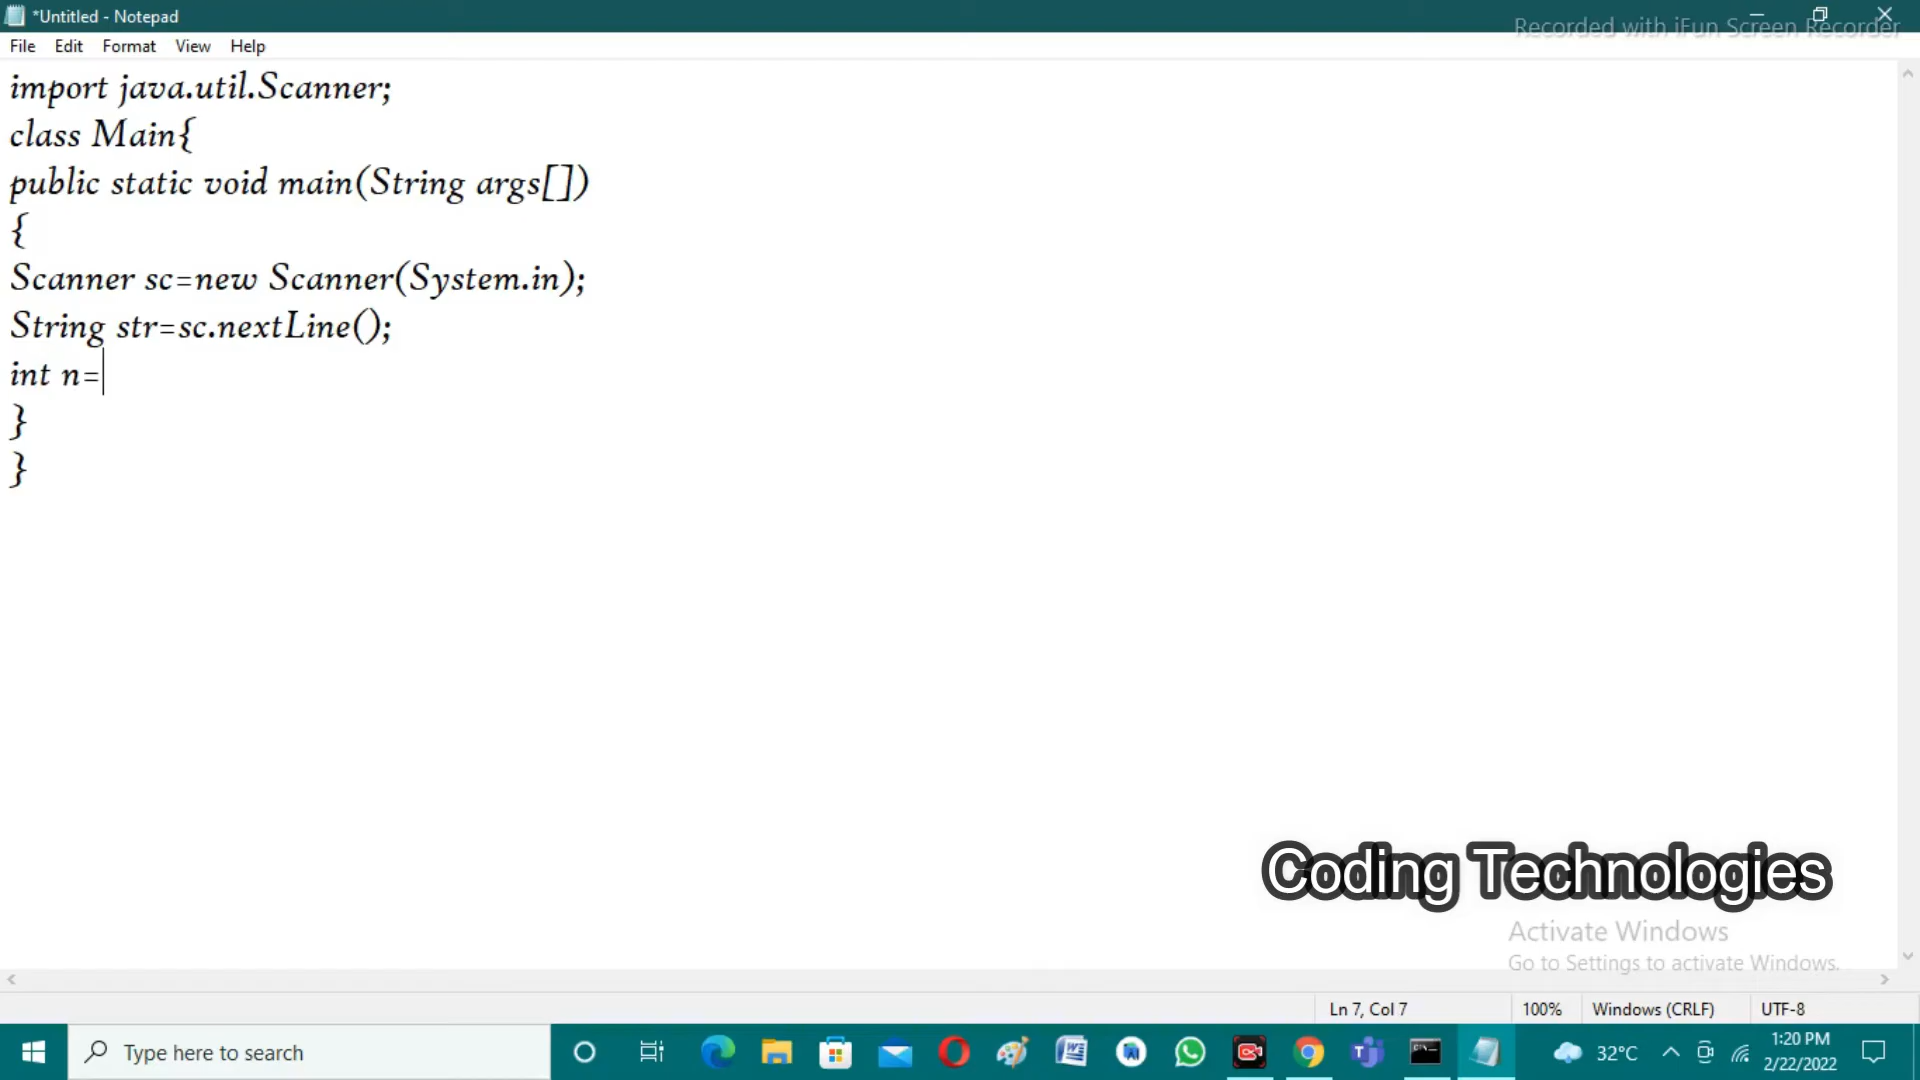 *Untitled - Notepad
Recorded with iFun Screen Recorder
File Edit Format View Help
import java.util.Scanner;
class Main{
public static void main(String args[])
{
Scanner sc=new Scanner(System.in);
String str=sc.nextLine();
int n=
}
}
Coding Technologies
Activate Windows
Go to Settings to activate Windows.
Ln 7, Col 7 100% Windows (CRLF) UTF-8
Type here to search
32°C
1:20 PM
2/22/2022